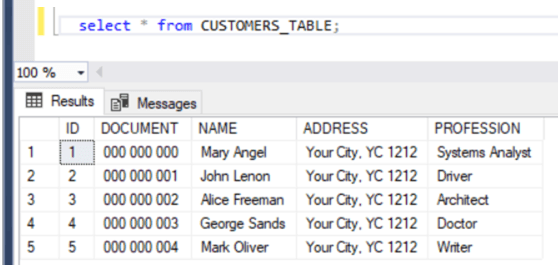 select * from CUSTOMERS_TABLE;
100 %
Results Messages
ID DOCUMENT NAME ADDRESS PROFESSION
1 1 000 000 000 Mary Angel Your City, YC 1212 Systems Analyst
2 2 000 000 001 John Lenon Your City, YC 1212 Driver
3 3 000 000 002 Alice Freeman Your City, YC 1212 Architect
4 4 000 000 003 George Sands Your City, YC 1212 Doctor
5 5 000 000 004 Mark Oliver Your City, YC 1212 Writer